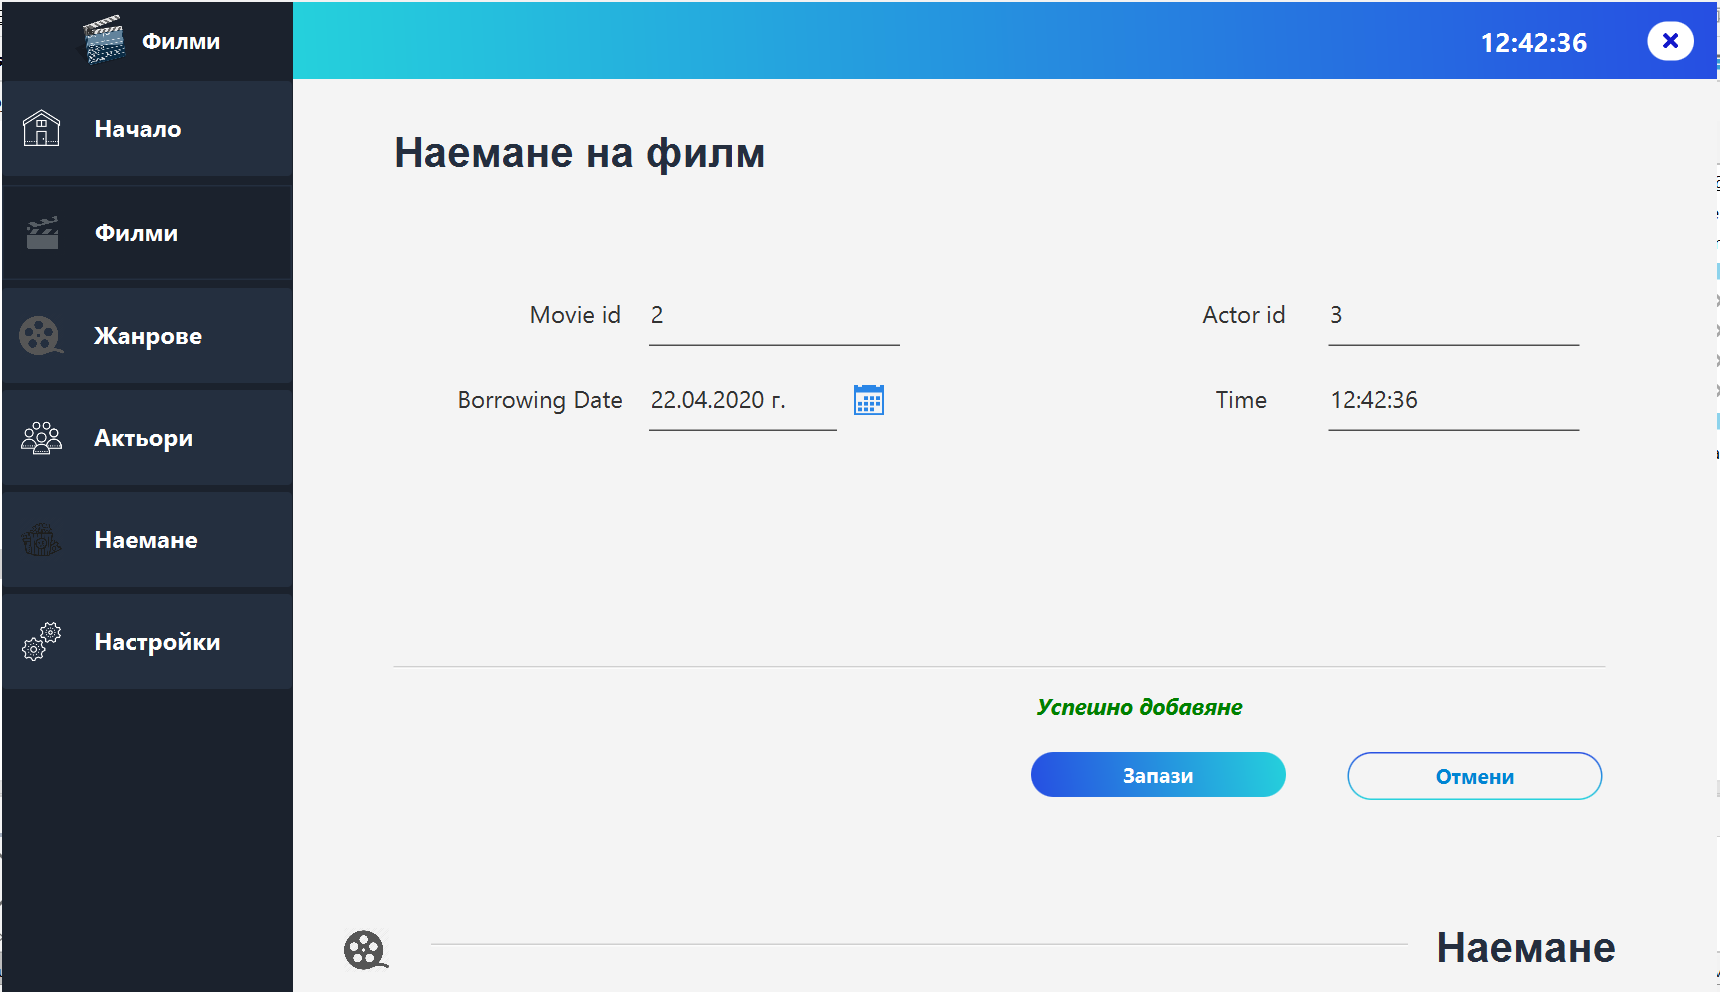 Филми
12:42:36
Начало
Филми
Жанрове
Актьори
Наемане
Настройки
Наемане на филм
Movie id 2
Actor id 3
Borrowing Date 22.04.2020 г.
Time 12:42:36
Успешно добавяне
Запази
Отмени
Наемане